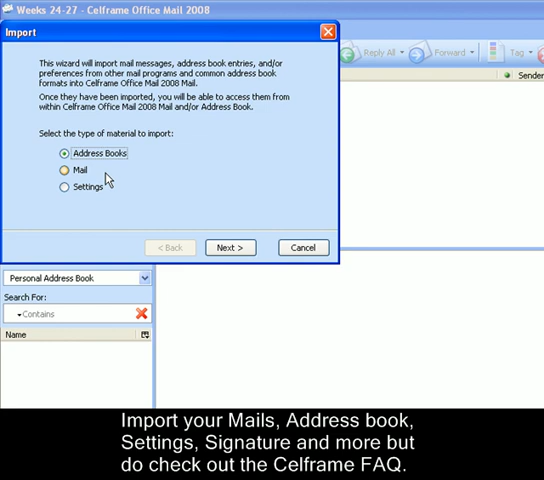 Weeks 24-27 - Celframe Office Mail 2008
Import
This wizard will import mail messages, address book entries, and/or
preferences from other mail programs and common address book
formats into Celframe Office Mail 2008 Mail.
Once they have been imported, you will be able to access them from
within Celframe Office Mail 2008 Mail and/or Address Book.
Select the type of material to import:
Address Books
Mail
Settings
< Back Next > Cancel
Reply All Forward Tag
Sender
Personal Address Book
Search For:
Contains
Name
Import your Mails, Address book,
Settings, Signature and more but
do check out the Celframe FAQ.